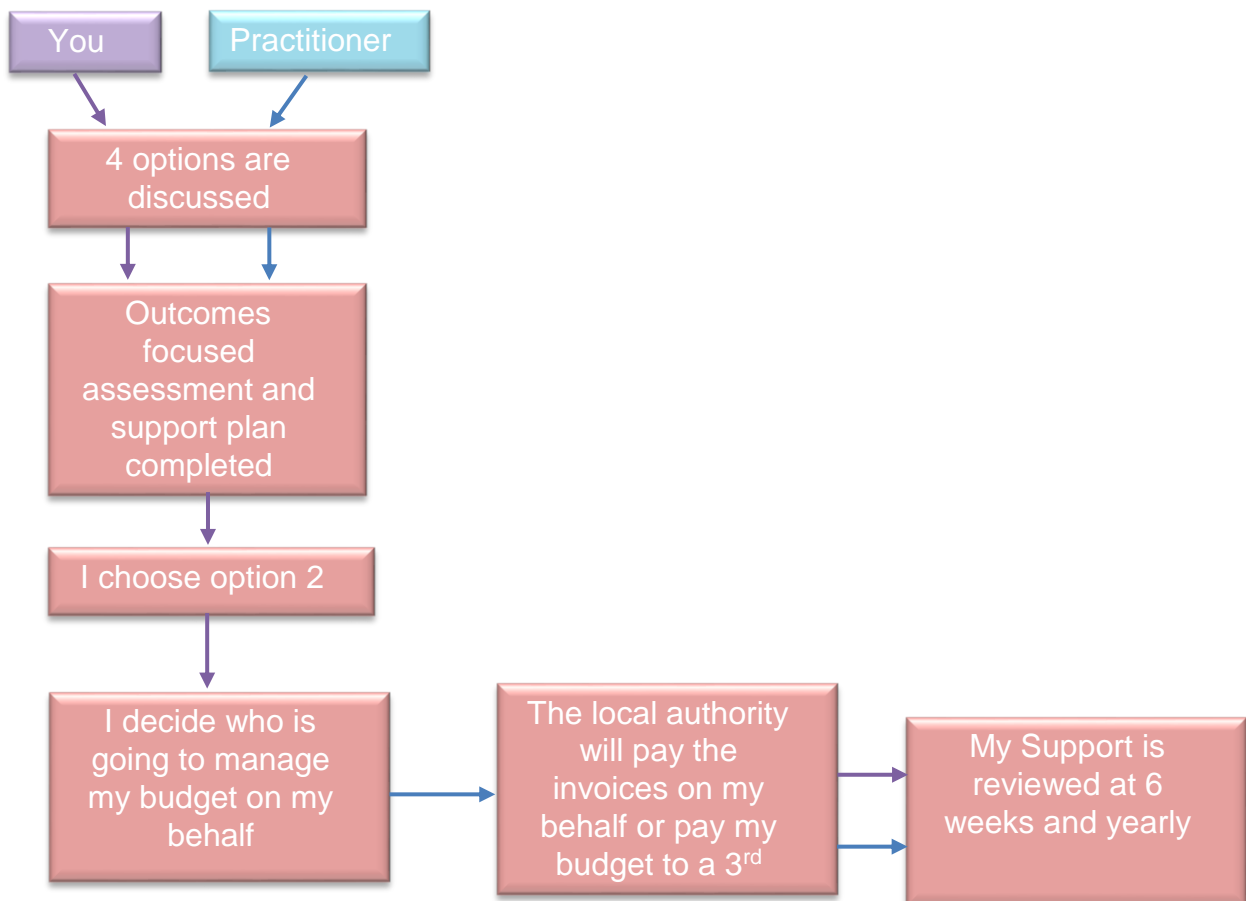 You
Practitioner
4 options are
discussed
Outcomes
focused
assessment and
support plan
completed
I choose option 2
I decide who is
going to manage
my budget on my
behalf
The local authority
will pay the
invoices on my
behalf or pay my
budget to a 3rd
My Support is
reviewed at 6
weeks and yearly